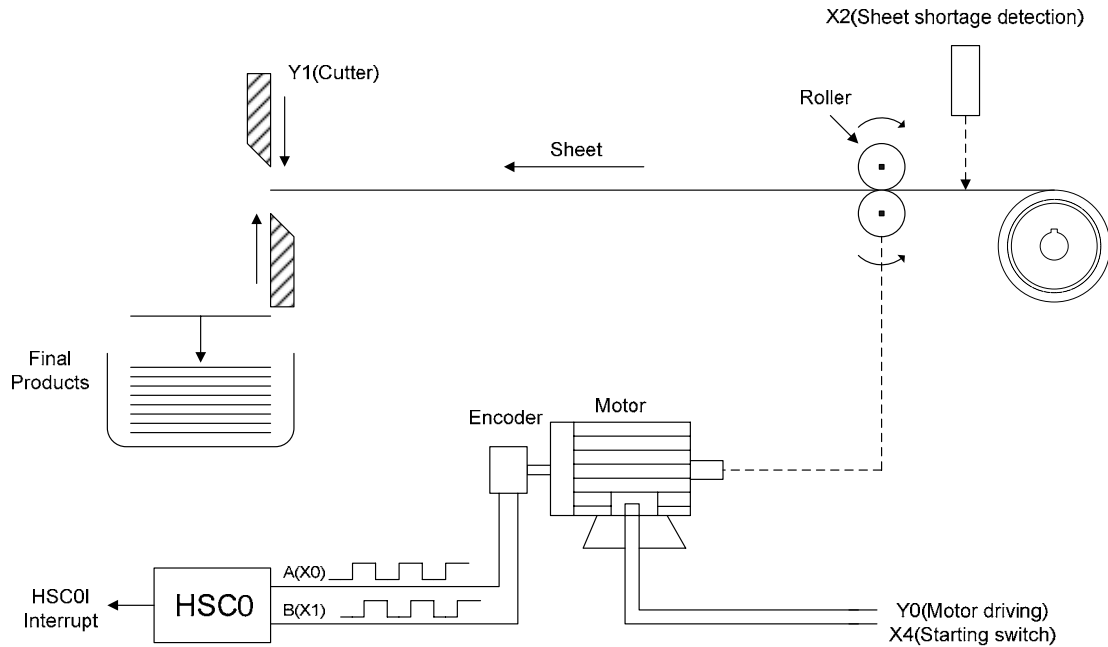 X2(Sheet shortage detection)
Y1(Cutter)
Roller
Sheet
Final
Products
Encoder
Motor
A(X0)
HSC0I
Interrupt
HSC0
B(X1)
Y0(Motor driving)
X4(Starting switch)